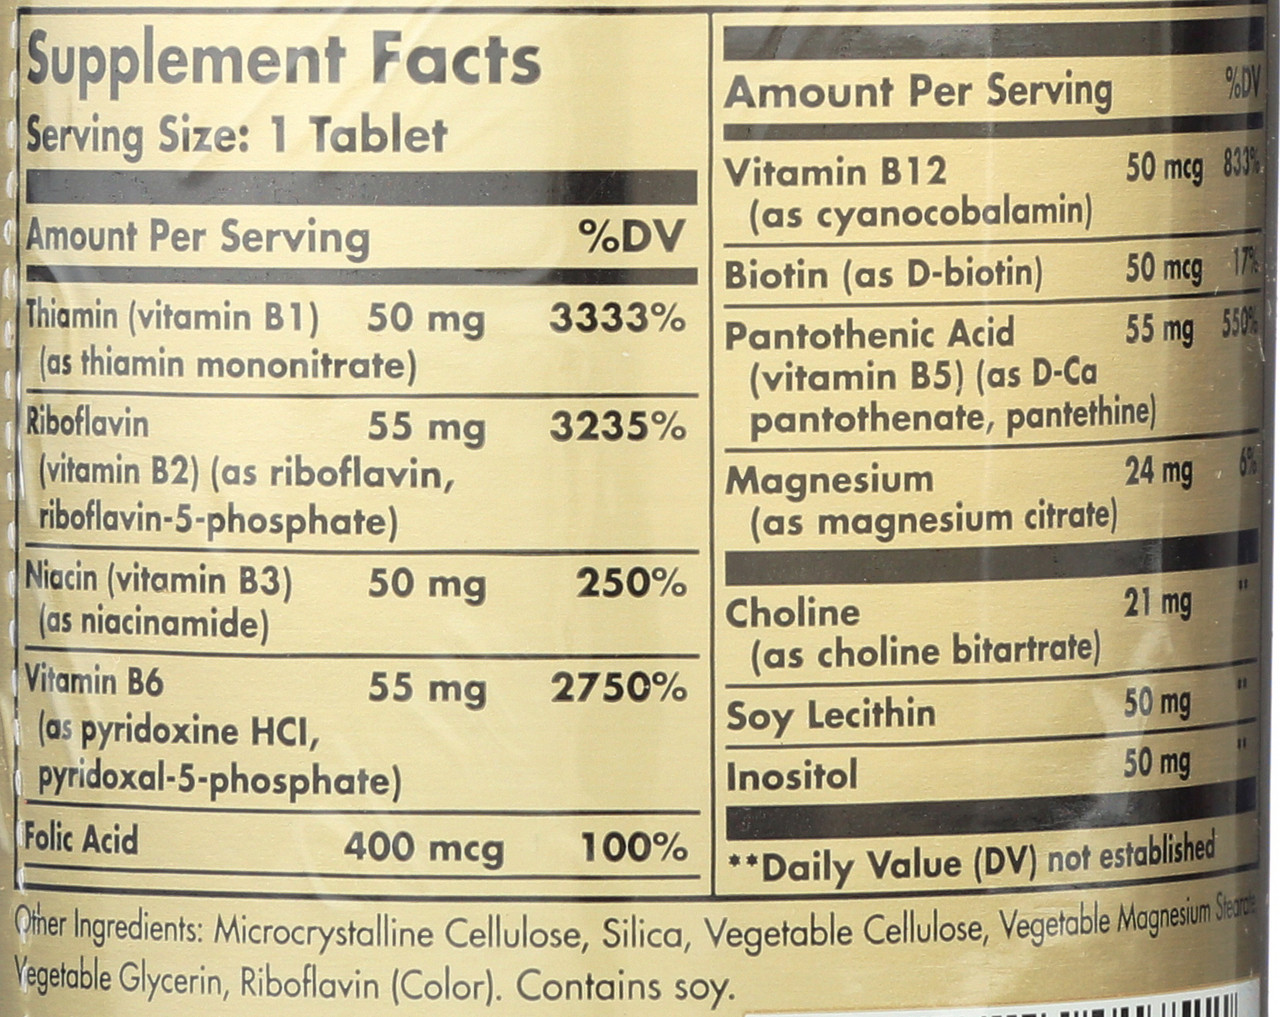 Supplement Facts
Serving Size: 1 Tablet
Amount Per Serving %DV
Thiamin (vitamin B1) 50 mg 3333%
(as thiamin mononitrate)
Riboflavin 55 mg 3235%
(vitamin B2) (as riboflavin,
riboflavin-5-phosphate)
Niacin (vitamin B3) 50 mg 250%
(as niacinamide)
Vitamin B6 55 mg 2750%
(as pyridoxine HCl,
pyridoxal-5-phosphate)
Folic Acid 400 mcg 100%
Amount Per Serving %DV
Vitamin B12 50 mcg 833%
(as cyanocobalamin)
Biotin (as D-biotin) 50 mcg 17%
Pantothenic Acid 55 mg 550%
(vitamin B5) (as D-Ca
pantothenate, pantethine)
Magnesium 24 mg 6%
(as magnesium citrate)
Choline 21 mg **
(as choline bitartrate)
Soy Lecithin 50 mg **
Inositol 50 mg **
**Daily Value (DV) not established
Other Ingredients: Microcrystalline Cellulose, Silica, Vegetable Cellulose, Vegetable Magnesium Stearate,
Vegetable Glycerin, Riboflavin (Color). Contains soy.